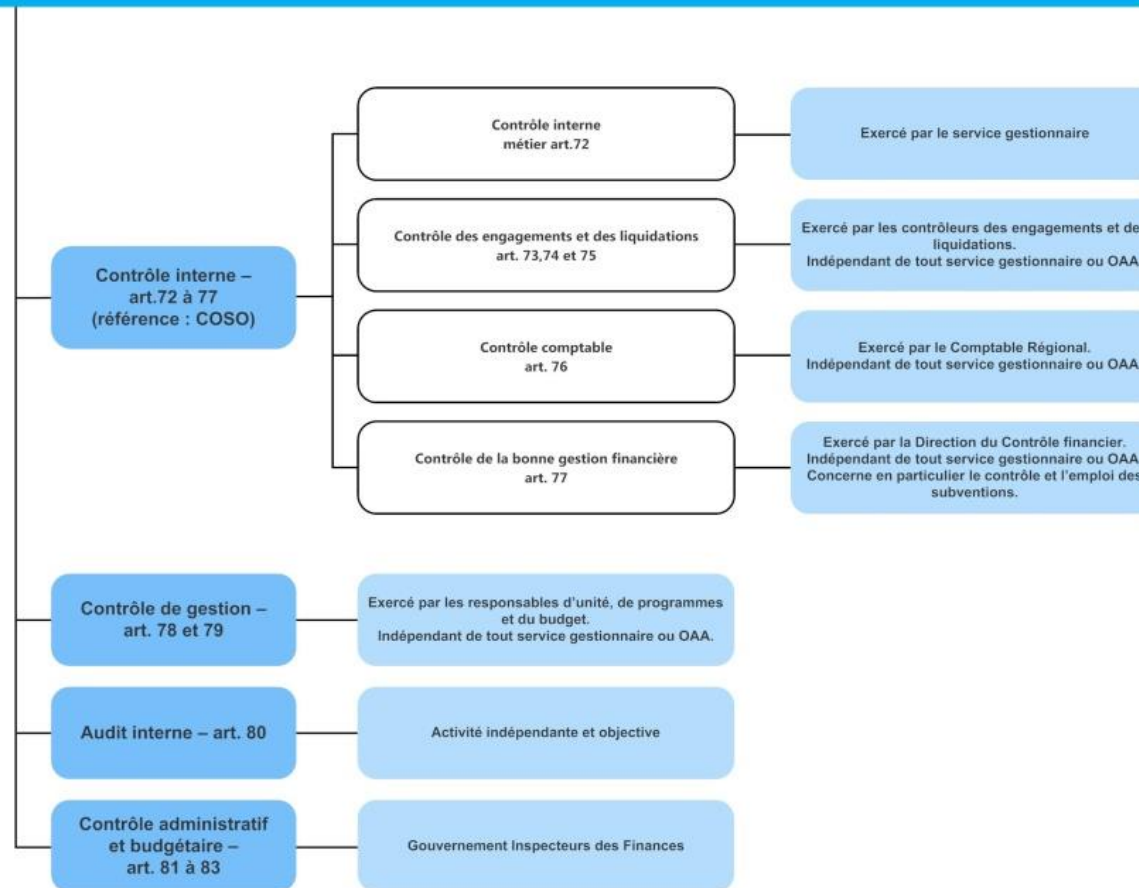 Contrôle interne –
art.72 à 77
(référence : COSO)
Contrôle interne
métier art.72
Exercé par le service gestionnaire
Contrôle des engagements et des liquidations
art. 73,74 et 75
Exercé par les contrôleurs des engagements et de
liquidations.
Indépendant de tout service gestionnaire ou OAA
Contrôle comptable
art. 76
Exercé par le Comptable Régional.
Indépendant de tout service gestionnaire ou OAA
Contrôle de la bonne gestion financière
art. 77
Exercé par la Direction du Contrôle financier.
Indépendant de tout service gestionnaire ou OAA
Concerne en particulier le contrôle et l'emploi des
subventions.
Contrôle de gestion –
art. 78 et 79
Exercé par les responsables d'unité, de programmes
et du budget.
Indépendant de tout service gestionnaire ou OAA.
Audit interne – art. 80
Activité indépendante et objective
Contrôle administratif
et budgétaire –
art. 81 à 83
Gouvernement Inspecteurs des Finances